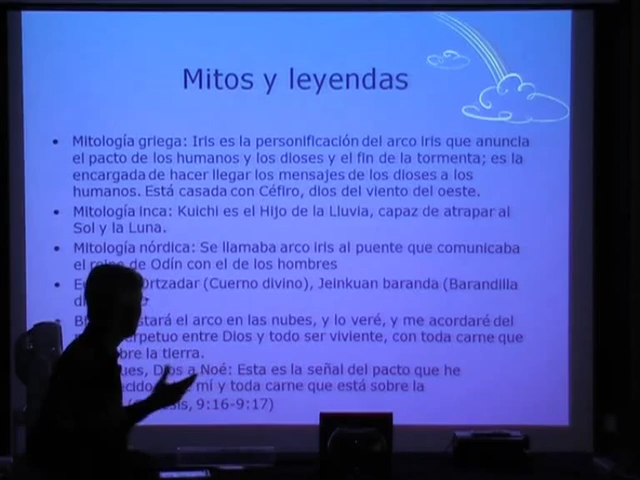 Mitos y leyendas
• Mitología griega: Iris es la personificación del arco iris que anuncia
el pacto de los humanos y los dioses y el fin de la tormenta; es la
encargada de hacer llegar los mensajes de los dioses a los
humanos. Está casada con Céfiro, dios del viento del oeste.
• Mitología inca: Kuichi es el Hijo de la Lluvia, capaz de atrapar al
Sol y la Luna.
• Mitología nórdica: Se llamaba arco iris al puente que comunicaba
el reino de Odín con el de los hombres
• Ortzadar (Cuerno divino), Jeinkuan baranda (Barandilla
• stará el arco en las nubes, y lo veré, y me acordaré del
rpetuo entre Dios y todo ser viviente, con toda carne que
bre la tierra.
ues, Dios a Noé: Esta es la señal del pacto que he
ecido mí y toda carne que está sobre la
sis, 9:16-9:17)